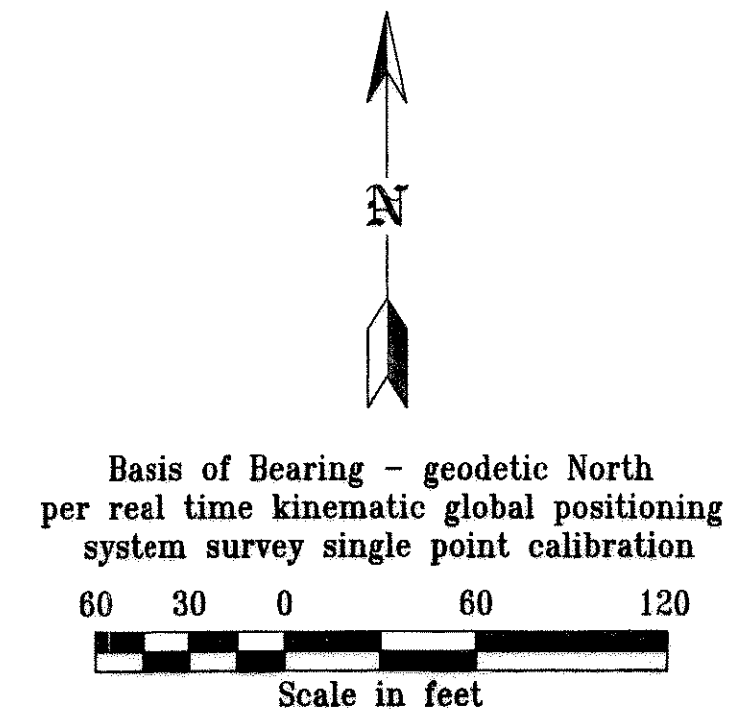 N
Basis of Bearing – geodetic North
per real time kinematic global positioning
system survey single point calibration
60 30 0 60 120
Scale in feet